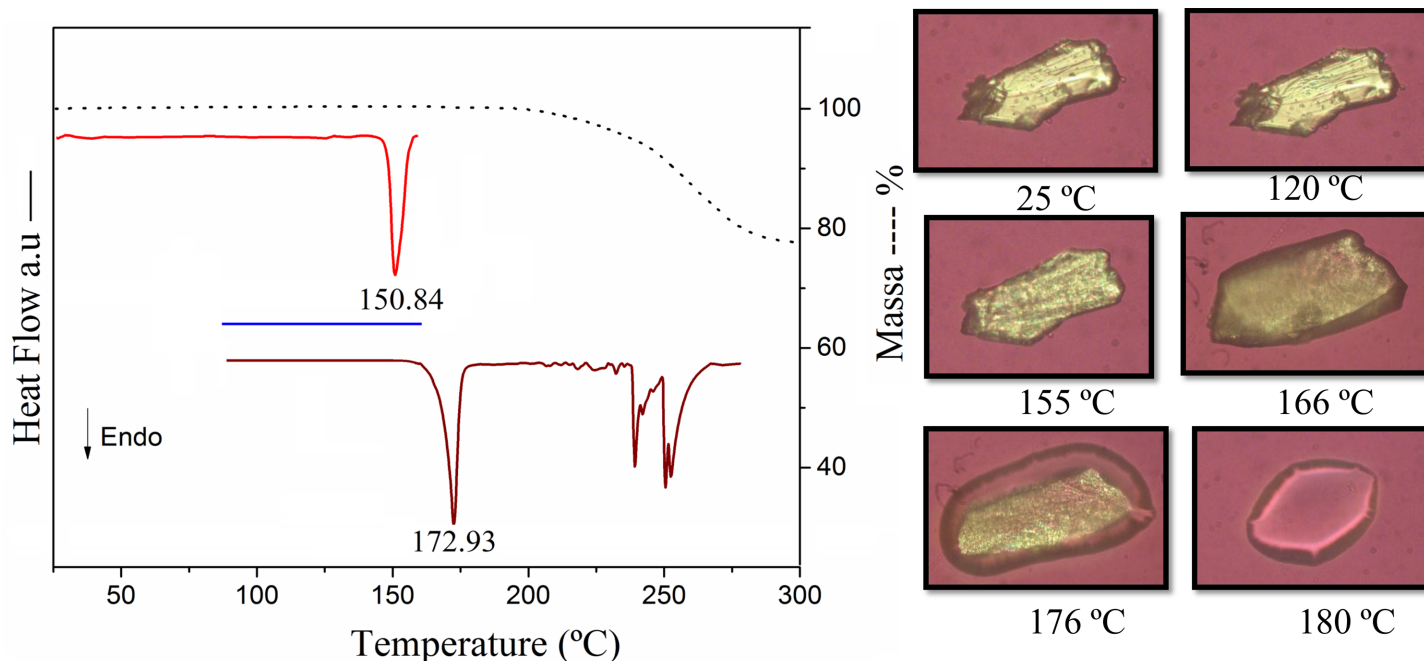 Heat Flow a.u —
Endo
150.84
172.93
50
100
150
200
250
300
Temperature (ºC)
100
80
60
40
Massa ----- %
25 ºC
120 ºC
155 ºC
166 ºC
176 ºC
180 ºC